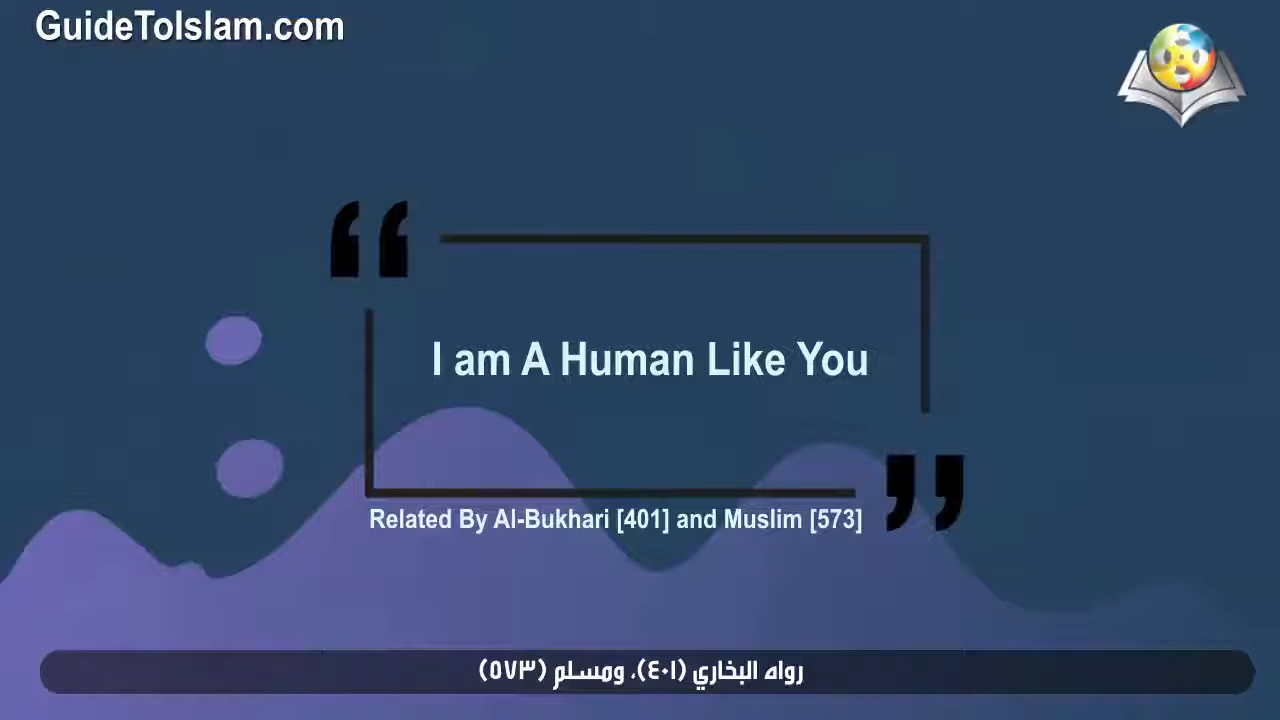 GuideToIslam.com
I am A Human Like You
Related By Al-Bukhari [401] and Muslim [573]
رواه البخاري (٤٠١)، ومسلم (٥٧٣)